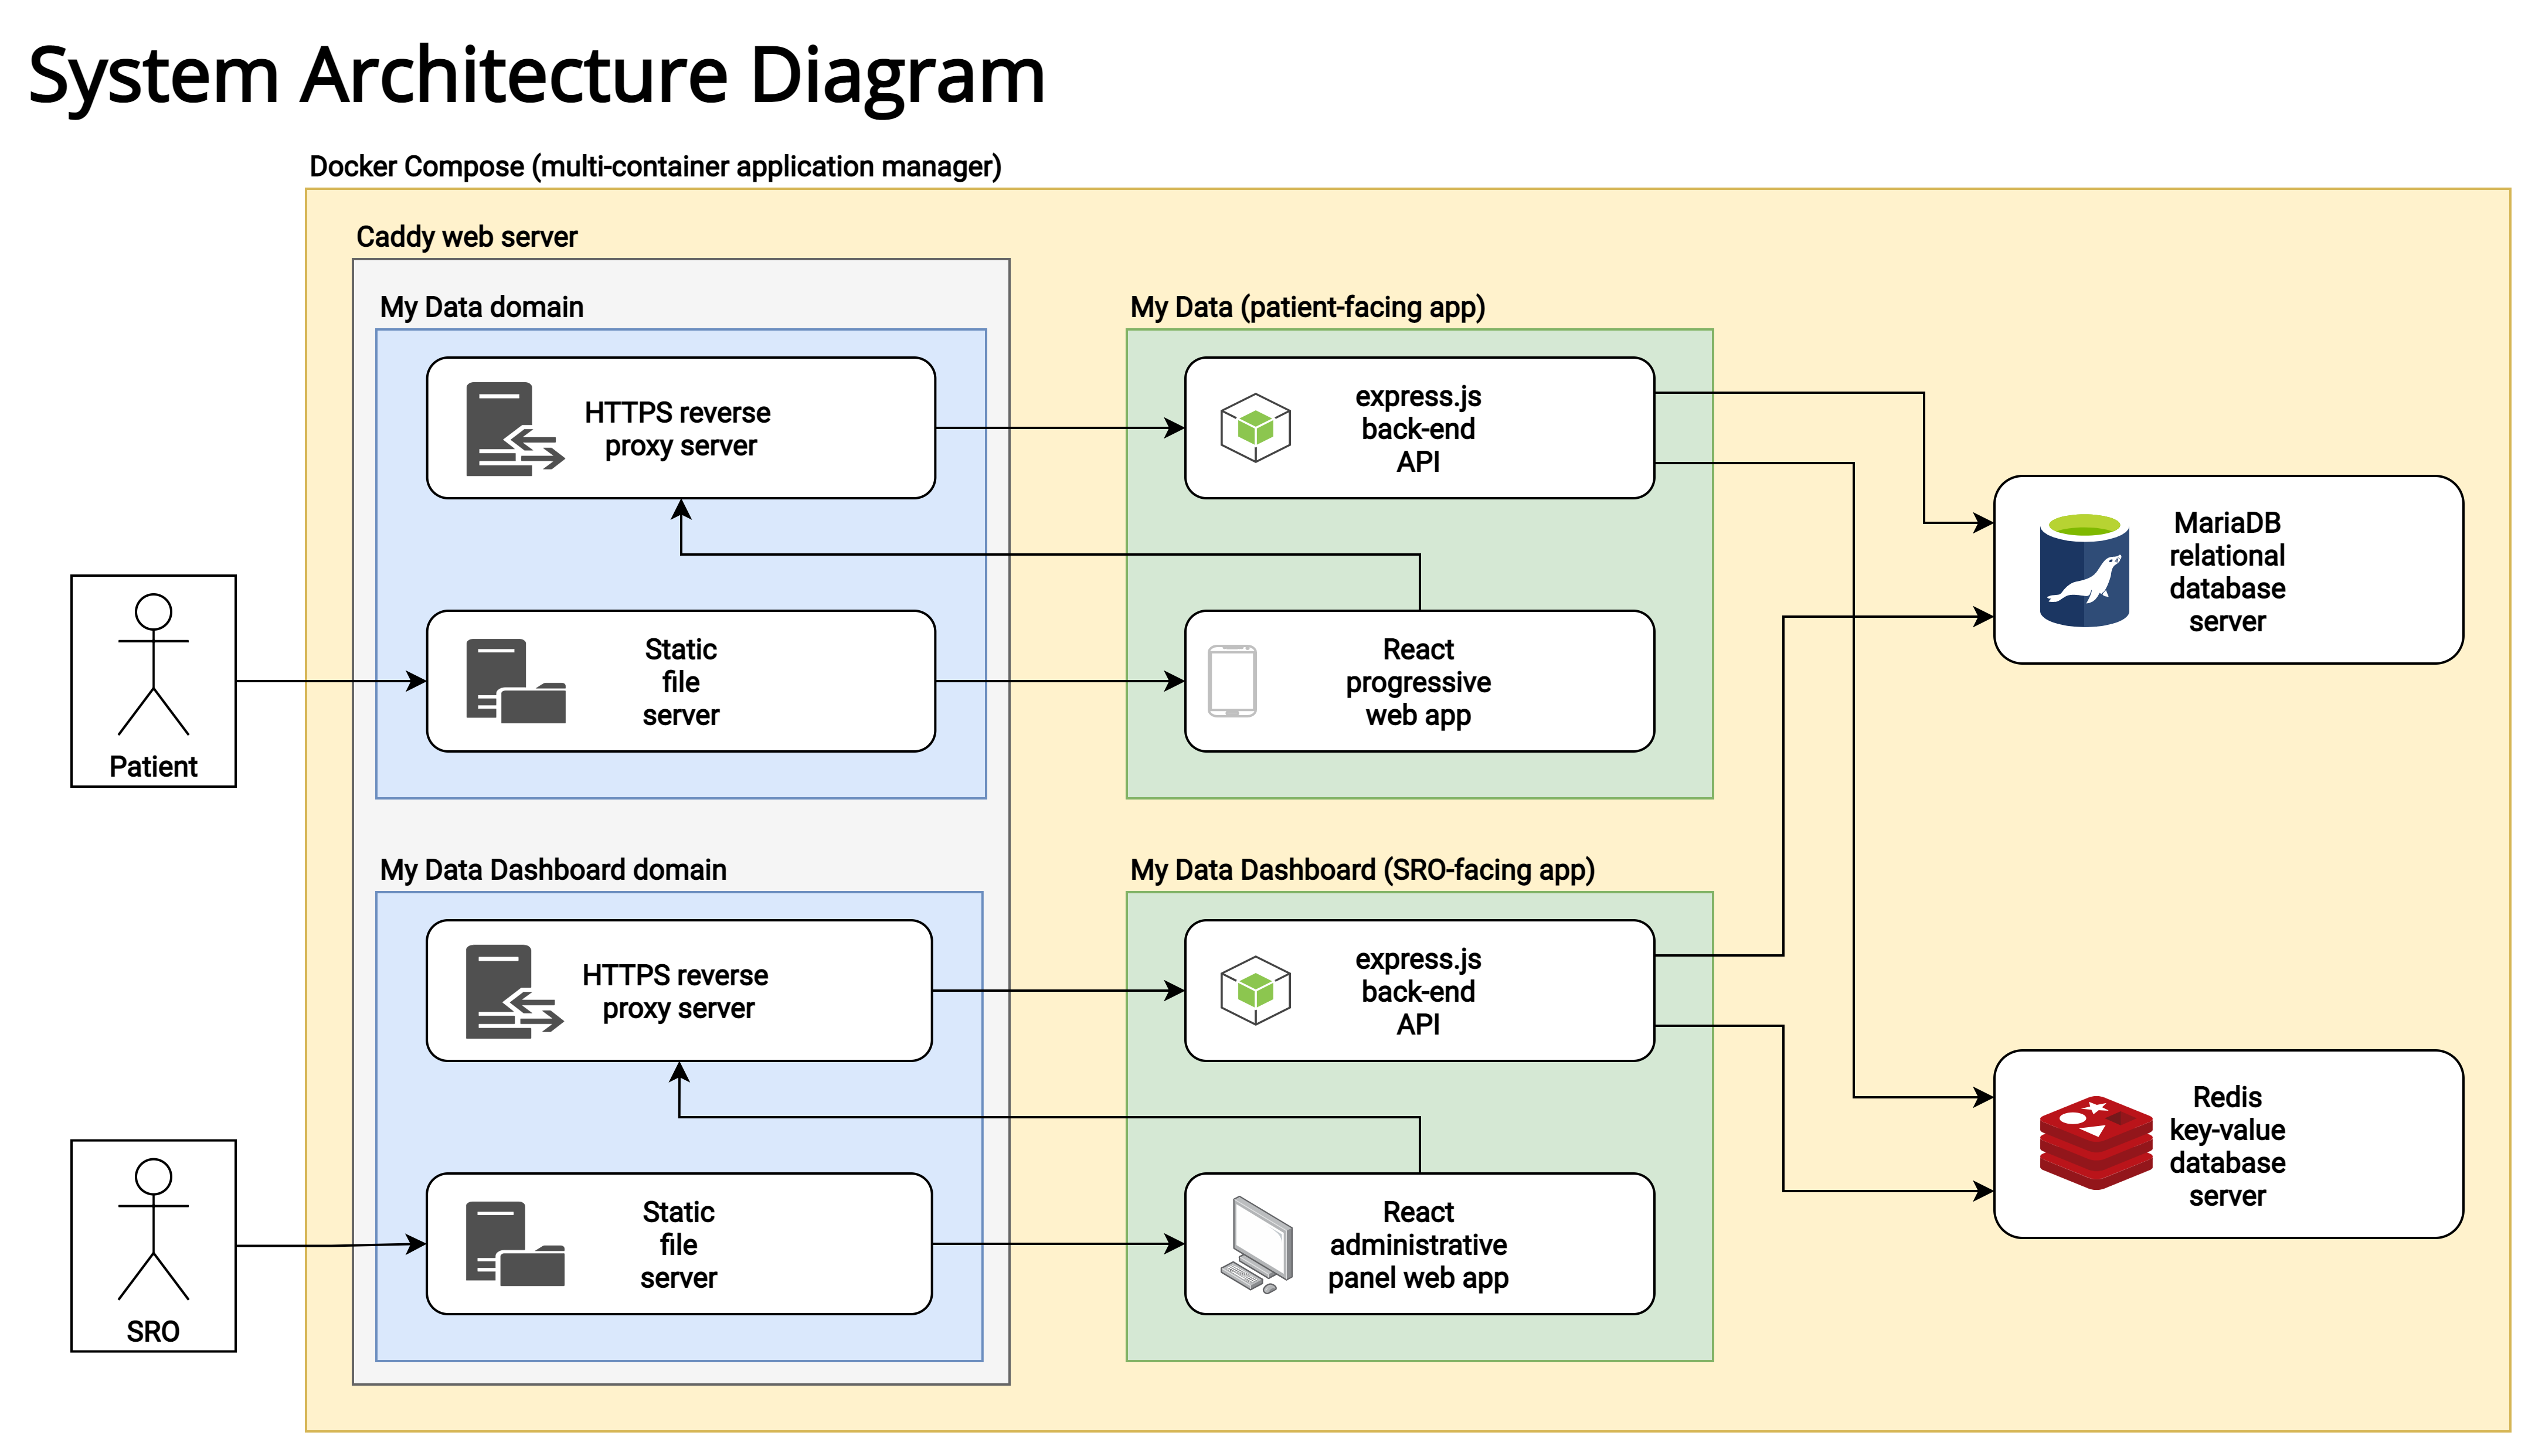 System Architecture Diagram
Docker Compose (multi-container application manager)
Caddy web server
My Data domain
HTTPS reverse
proxy server
Static
file
server
My Data (patient-facing app)
express.js
back-end
API
React
progressive
web app
MariaDB
relational
database
server
Patient
My Data Dashboard domain
HTTPS reverse
proxy server
Static
file
server
My Data Dashboard (SRO-facing app)
express.js
back-end
API
React
administrative
panel web app
Redis
key-value
database
server
SRO